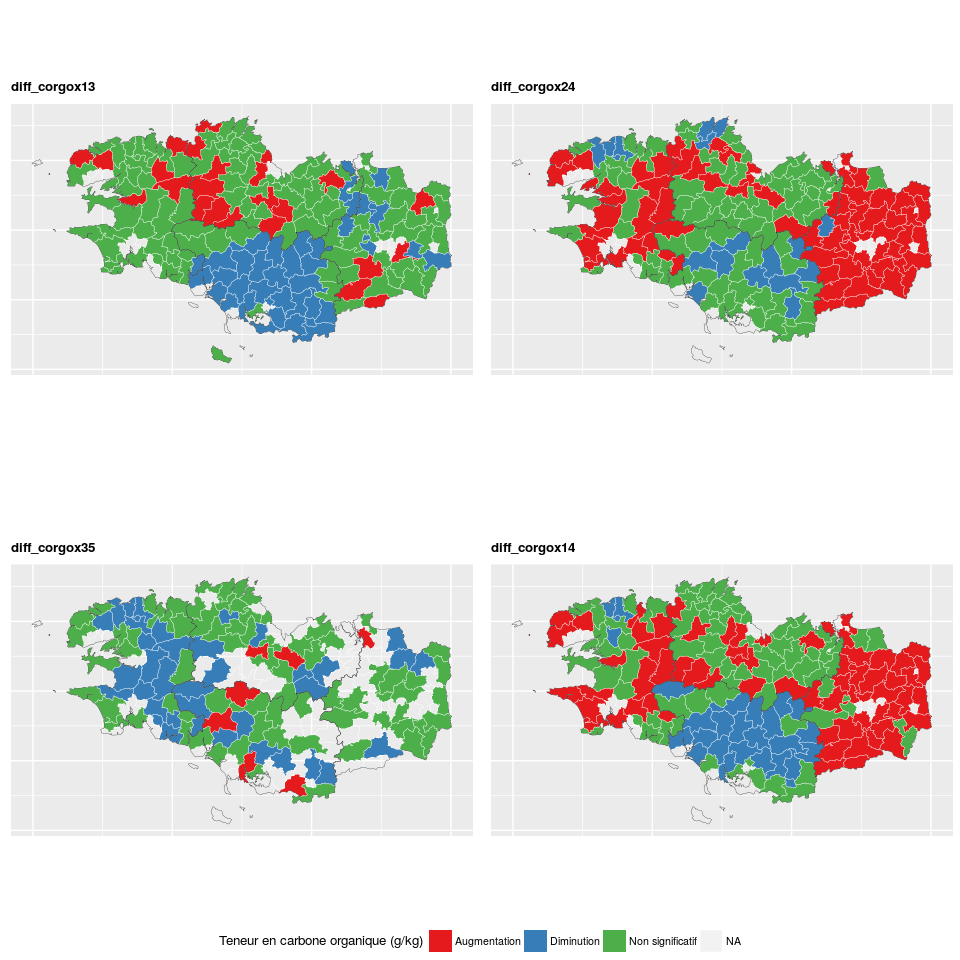 diff_corgox13
diff_corgox24
diff_corgox35
diff_corgox14
Teneur en carbone organique (g/kg) Augmentation Diminution Non significatif NA